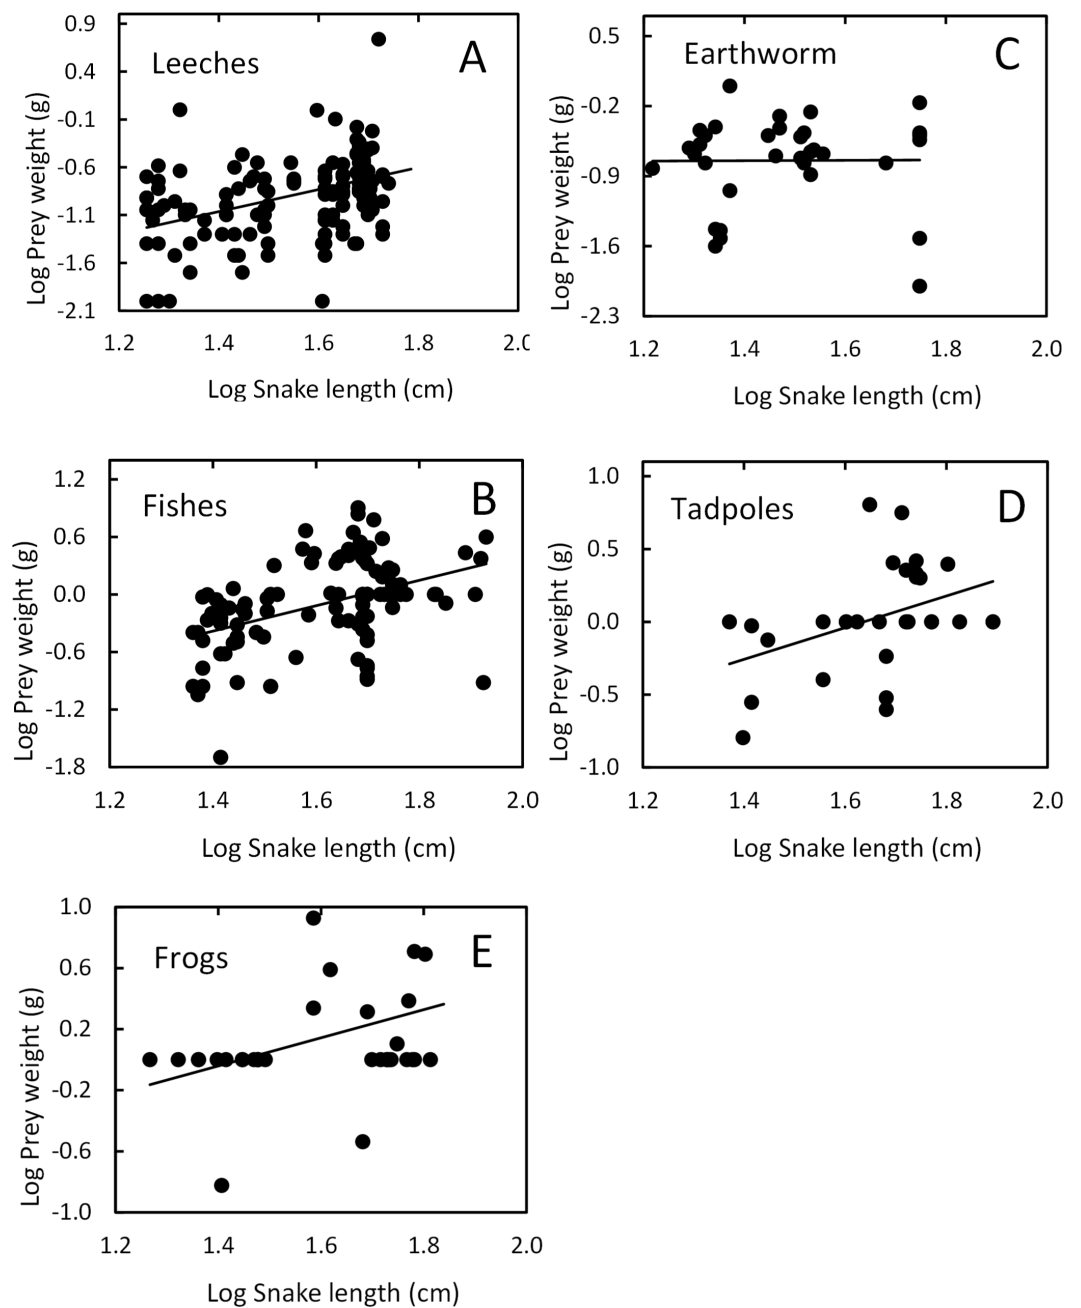 Leeches A
0.9
0.4
-0.1
-0.6
-1.1
-1.6
-2.1
Log Prey weight (g)
1.2 1.4 1.6 1.8 2.0
Log Snake length (cm)
Earthworm C
0.5
-0.2
-0.9
-1.6
-2.3
Log Prey weight (g)
1.2 1.4 1.6 1.8 2.0
Log Snake length (cm)
Fishes B
1.2
0.6
0.0
-0.6
-1.2
-1.8
Log Prey weight (g)
1.2 1.4 1.6 1.8 2.0
Log Snake length (cm)
Tadpoles D
1.0
0.5
0.0
-0.5
-1.0
Log Prey weight (g)
1.2 1.4 1.6 1.8 2.0
Log Snake length (cm)
Frogs E
1.0
0.6
0.2
-0.2
-0.6
-1.0
Log Prey weight (g)
1.2 1.4 1.6 1.8 2.0
Log Snake length (cm)